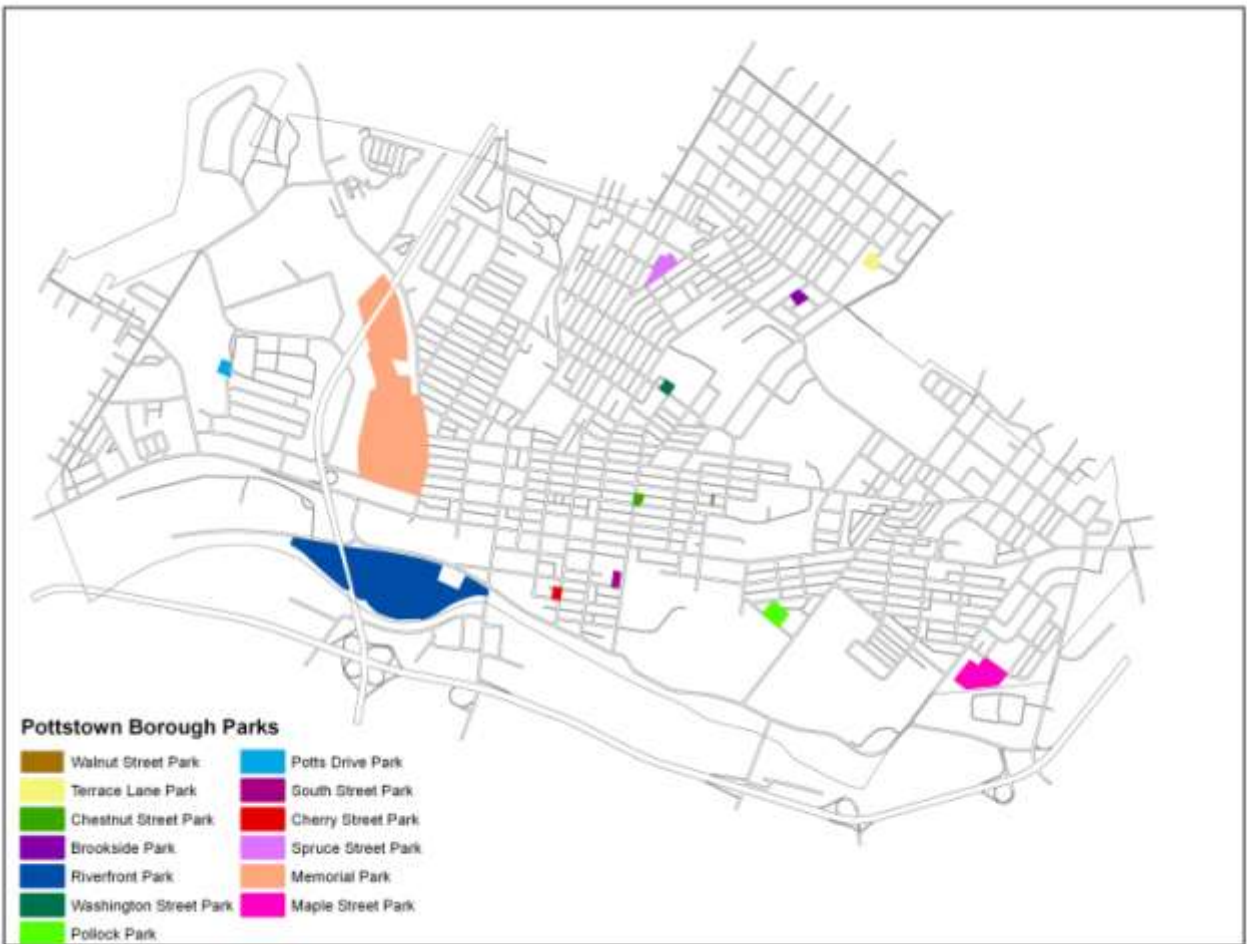 Pottstown Borough Parks
Walnut Street Park
Terrace Lane Park
Chestnut Street Park
Brookside Park
Riverfront Park
Washington Street Park
Pollock Park
Potts Drive Park
South Street Park
Cherry Street Park
Spruce Street Park
Memorial Park
Maple Street Park